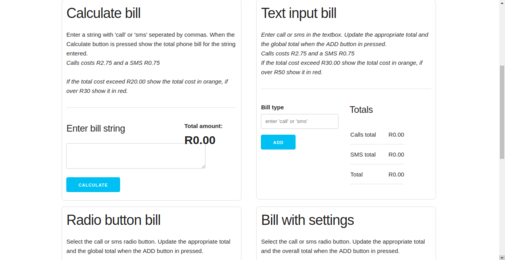 Calculate bill
Enter a string with 'call' or 'sms' seperated by commas. When the
Calculate button is pressed show the total phone bill for the string
entered.
Calls costs R2.75 and a SMS R0.75
If the total cost exceed R20.00 show the total cost in orange, if
over R30 show it in red.
Enter bill string
Total amount:
R0.00
CALCULATE
Text input bill
Enter call or sms in the textbox. Update the appropriate total and
the global total when the ADD button in pressed.
Calls costs R2.75 and a SMS R0.75
If the total cost exceed R30.00 show the total cost in orange, if
over R50 show it in red.
Bill type
enter 'call' or 'sms'
ADD
Totals
Calls total R0.00
SMS total R0.00
Total R0.00
Radio button bill
Select the call or sms radio button. Update the appropriate total
and the global total when the ADD button in pressed.
Bill with settings
Select the call or sms radio button. Update the appropriate total
and the overall total when the ADD button in pressed.